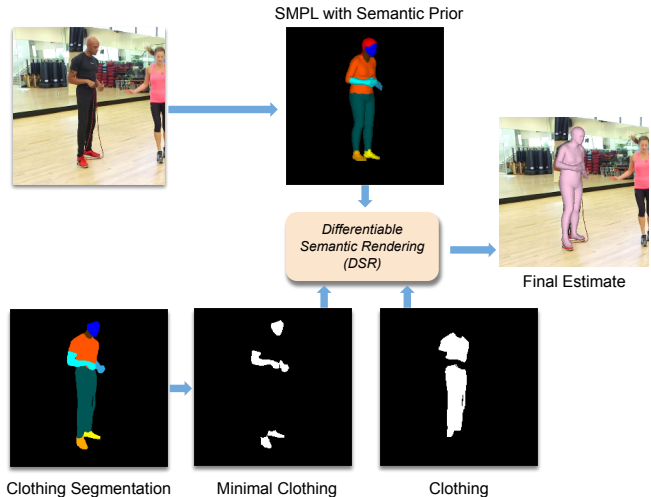 SMPL with Semantic Prior
Differentiable
Semantic Rendering
(DSR)
Final Estimate
Clothing Segmentation
Minimal Clothing
Clothing